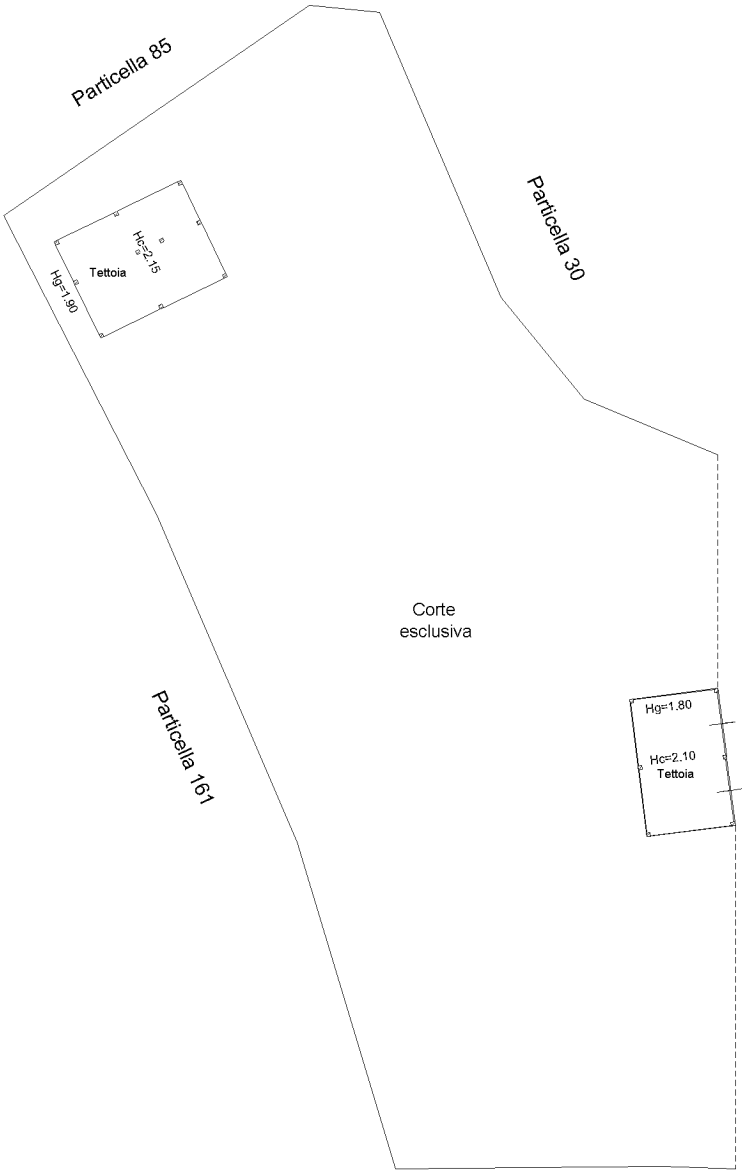 Particella 85
Particella 30
Hc=2.15
Tettoia
Hg=1.90
Corte
esclusiva
Particella 161
Hg=1.80
Hc=2.10
Tettoia